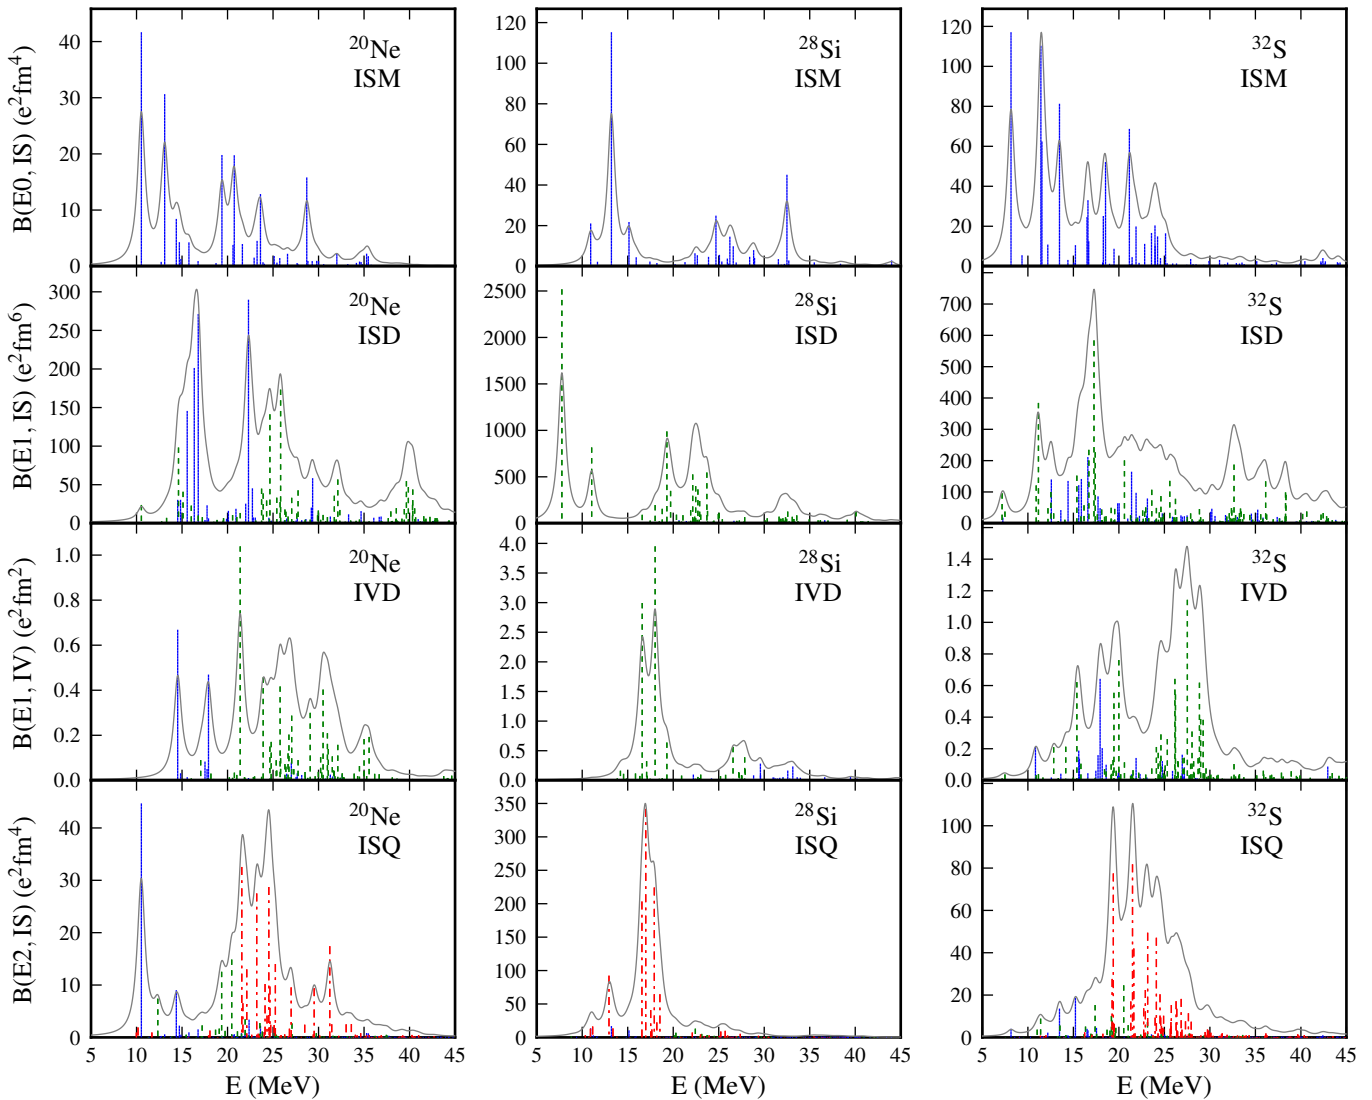 B(E0, IS) (e²fm⁴)
40
30
20
10
0
²⁰Ne
ISM
120
100
80
60
40
20
0
²⁸Si
ISM
120
100
80
60
40
20
0
³²S
ISM
B(E1, IS) (e²fm⁶)
300
250
200
150
100
50
0
²⁰Ne
ISD
2500
2000
1500
1000
500
0
²⁸Si
ISD
700
600
500
400
300
200
100
0
³²S
ISD
B(E1, IV) (e²fm²)
1.0
0.8
0.6
0.4
0.2
0.0
²⁰Ne
IVD
4.0
3.5
3.0
2.5
2.0
1.5
1.0
0.5
0.0
²⁸Si
IVD
1.4
1.2
1.0
0.8
0.6
0.4
0.2
0.0
³²S
IVD
B(E2, IS) (e²fm⁴)
40
30
20
10
0
²⁰Ne
ISQ
350
300
250
200
150
100
50
0
²⁸Si
ISQ
100
80
60
40
20
0
³²S
ISQ
5 10 15 20 25 30 35 40 45
5 10 15 20 25 30 35 40 45
5 10 15 20 25 30 35 40 45
E (MeV)
E (MeV)
E (MeV)